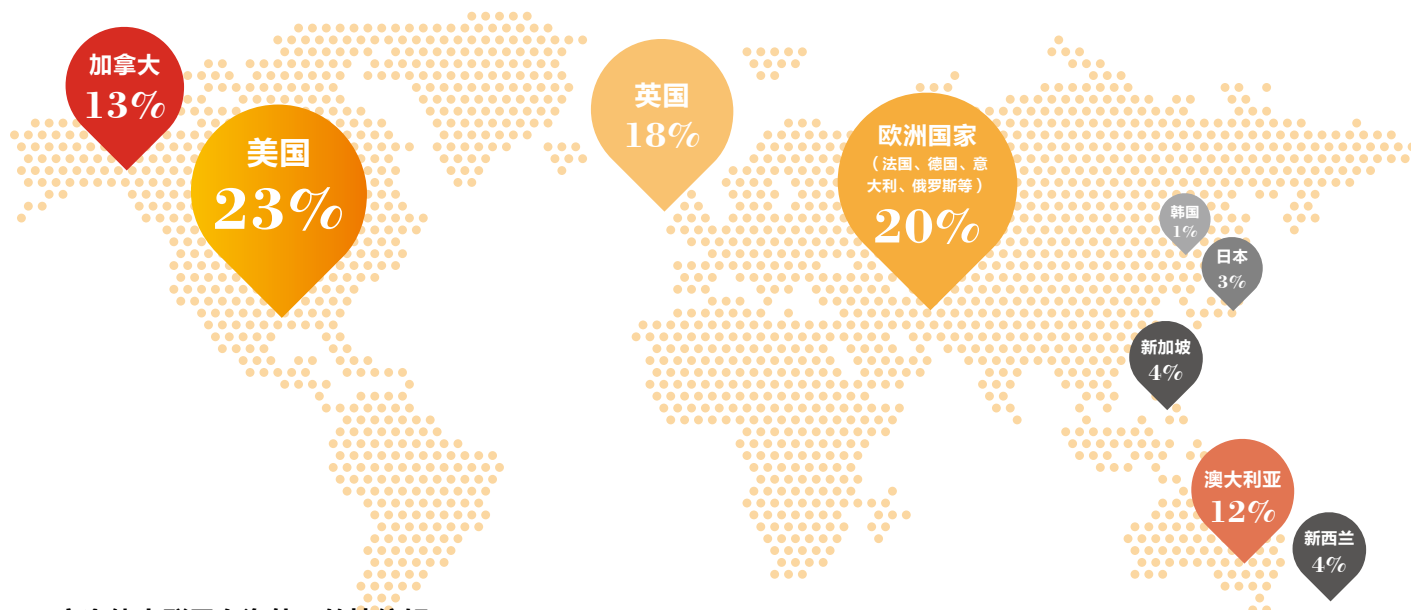 加拿大
13%
美国
23%
英国
18%
欧洲国家
（法国、德国、意
大利、俄罗斯等）
20%
韩国
1%
日本
3%
新加坡
4%
澳大利亚
12%
新西兰
4%